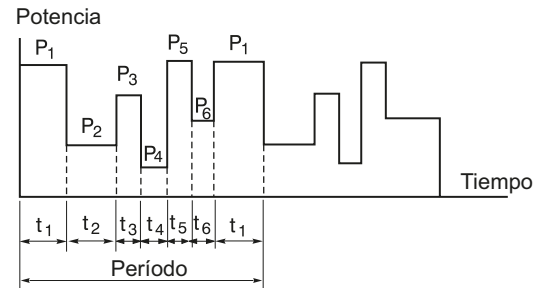 Potencia
P1 P2 P3 P4 P5 P6 P1
Tiempo
t1 t2 t3 t4 t5 t6 t1
Período